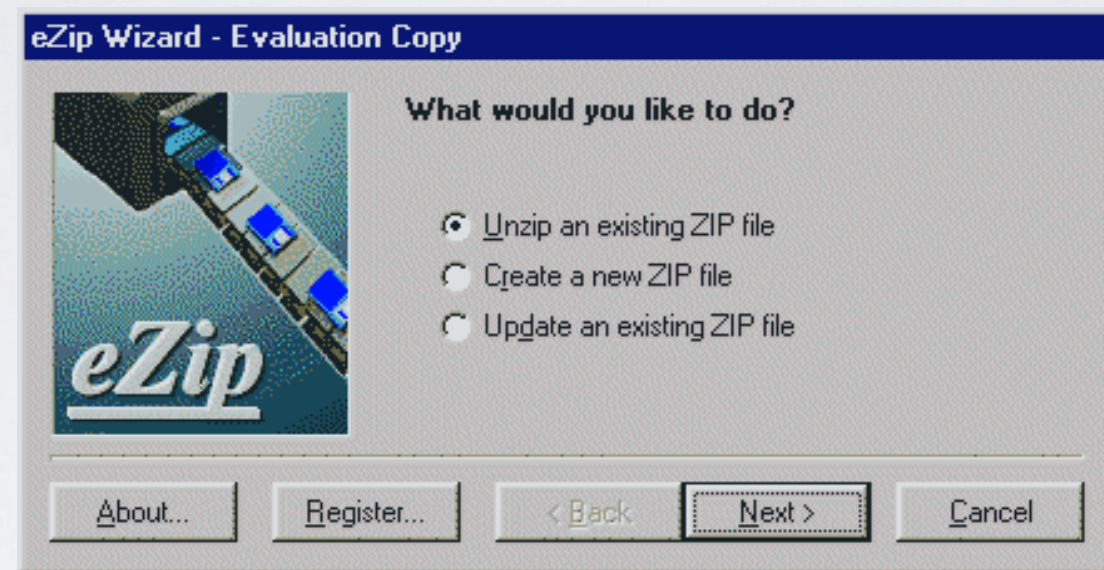 eZip Wizard - Evaluation Copy
What would you like to do?
Unzip an existing ZIP file
Create a new ZIP file
Update an existing ZIP file
eZip
About... Register... < Back Next > Cancel